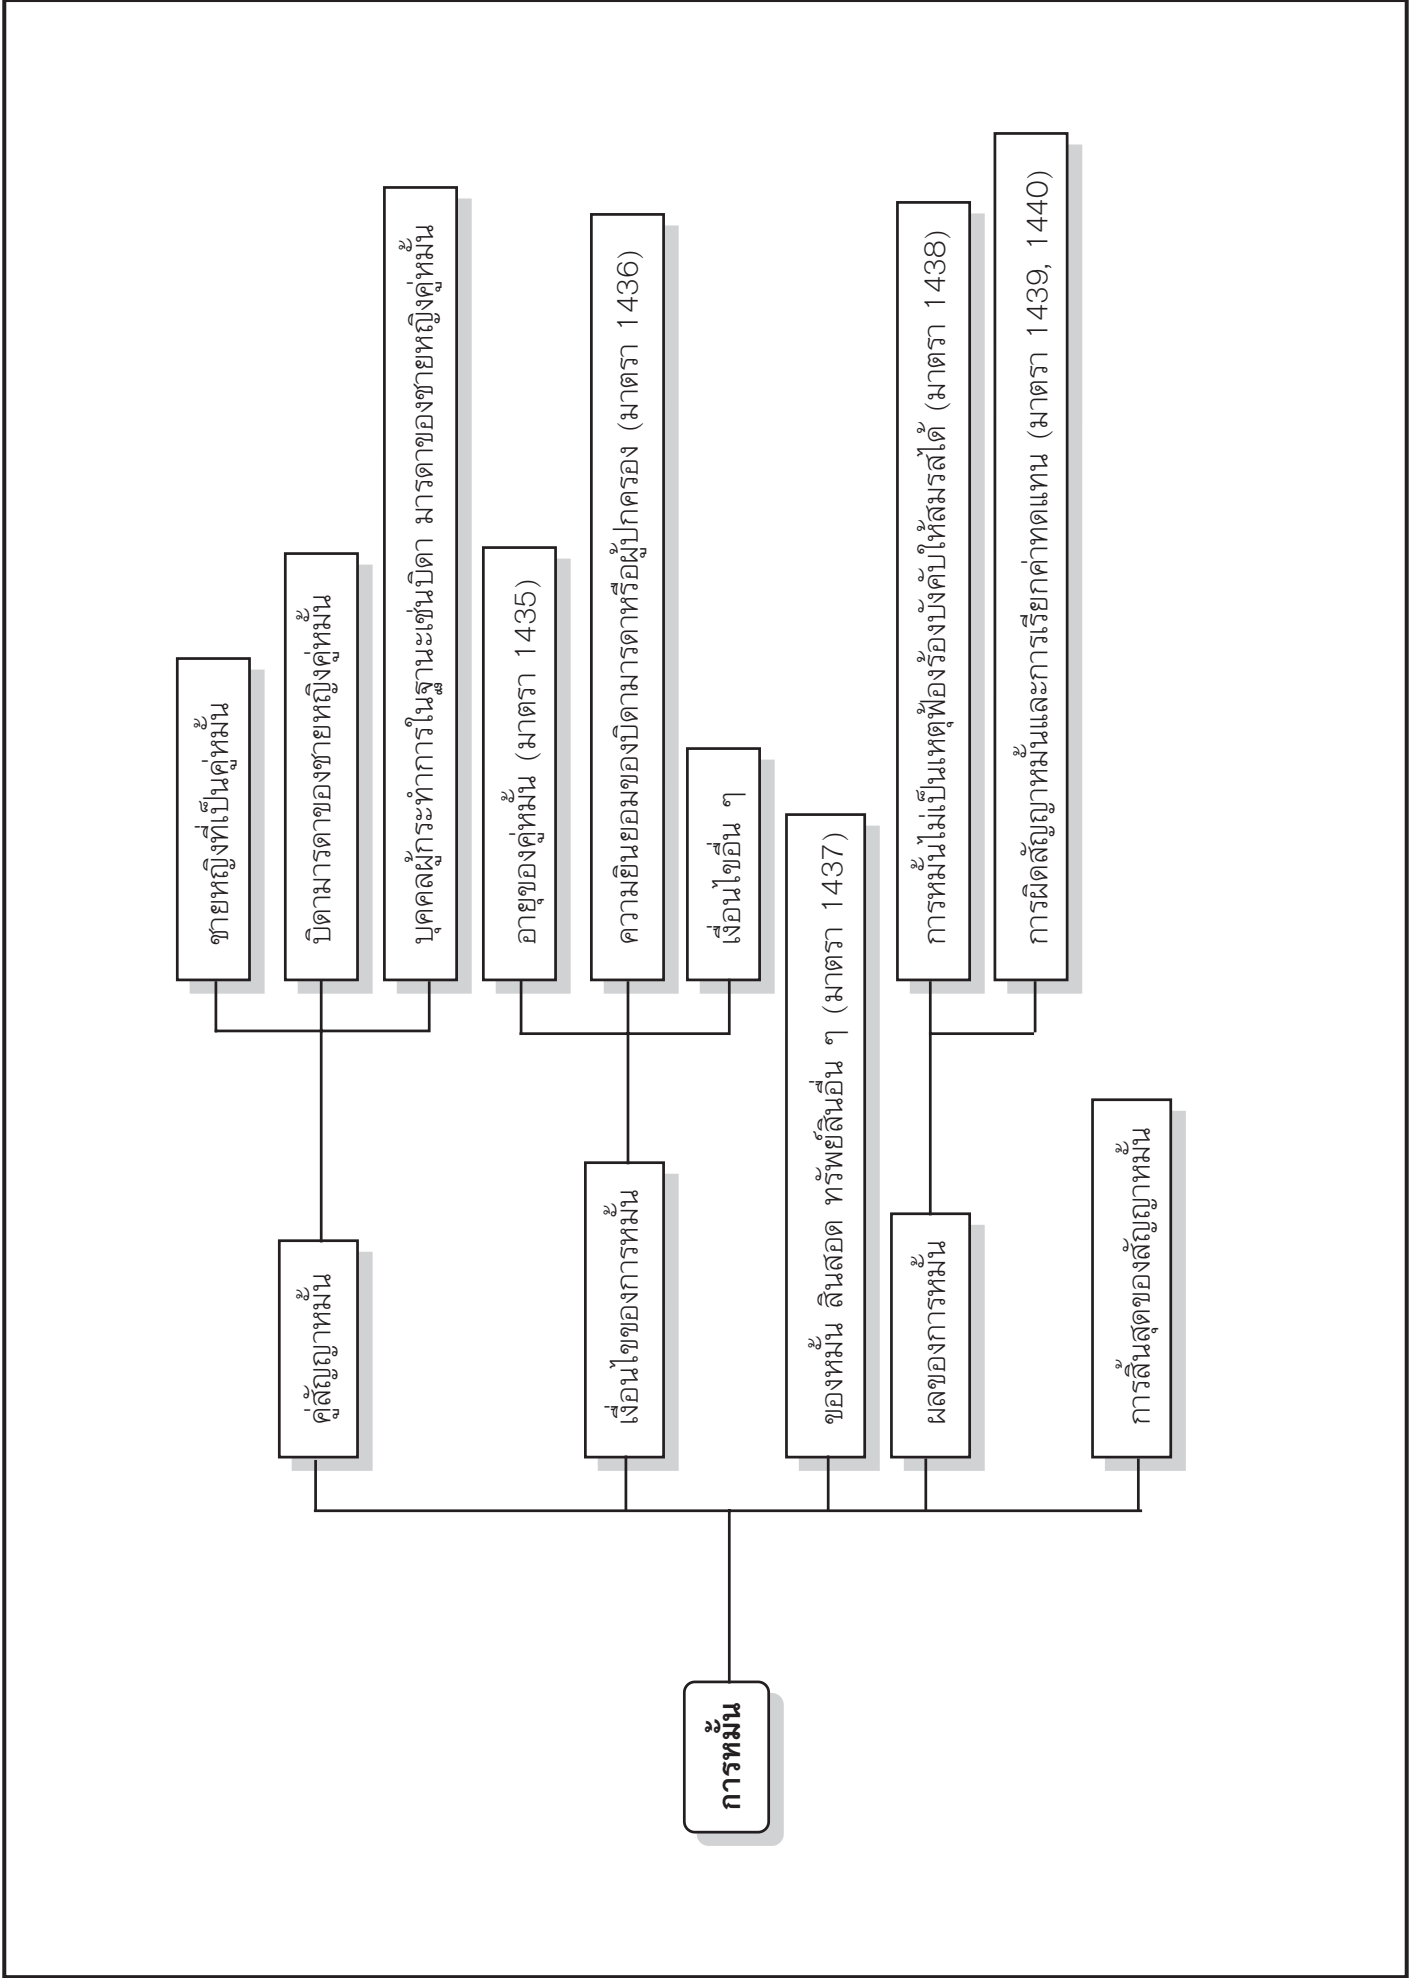 การหมั้น
คู่สัญญาหมั้น
ชายหญิงที่เป็นคู่หมั้น
บิดามารดาของชายหญิงคู่หมั้น
บุคคลผู้กระทำการในฐานะเช่นบิดา มารดาของชายหญิงคู่หมั้น
เงื่อนไขของการหมั้น
อายุของคู่หมั้น (มาตรา 1435)
ความยินยอมของบิดามารดาหรือผู้ปกครอง (มาตรา 1436)
เงื่อนไขอื่น ๆ
ของหมั้น สินสอด ทรัพย์สินอื่น ๆ (มาตรา 1437)
ผลของการหมั้น
การหมั้นไม่เป็นเหตุฟ้องร้องบังคับให้สมรสได้ (มาตรา 1438)
การผิดสัญญาหมั้นและการเรียกค่าทดแทน (มาตรา 1439, 1440)
การสิ้นสุดของสัญญาหมั้น